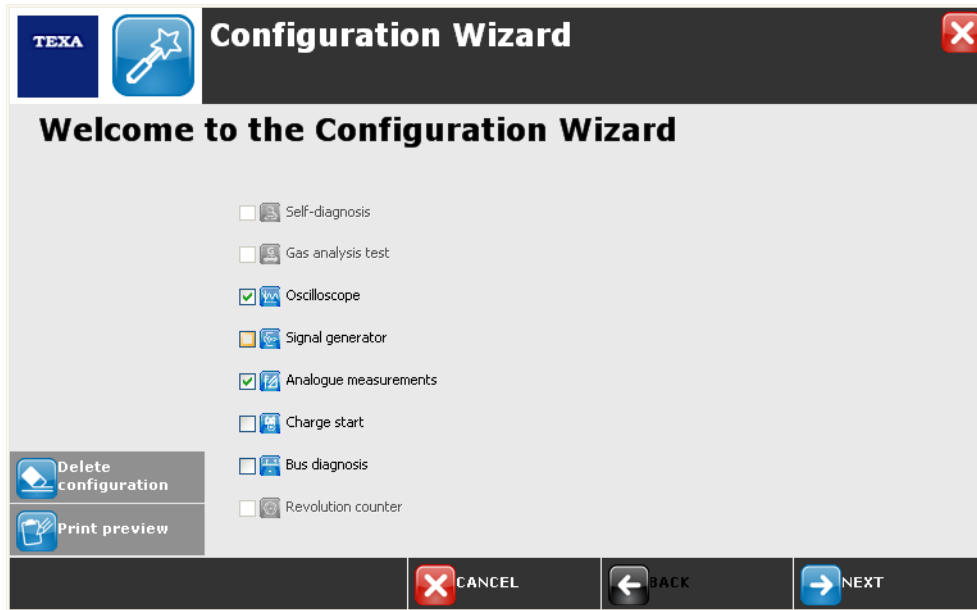 TEXA
Configuration Wizard
Welcome to the Configuration Wizard
Self-diagnosis
Gas analysis test
Oscilloscope
Signal generator
Analogue measurements
Charge start
Bus diagnosis
Revolution counter
Delete
configuration
Print preview
CANCEL
BACK
NEXT